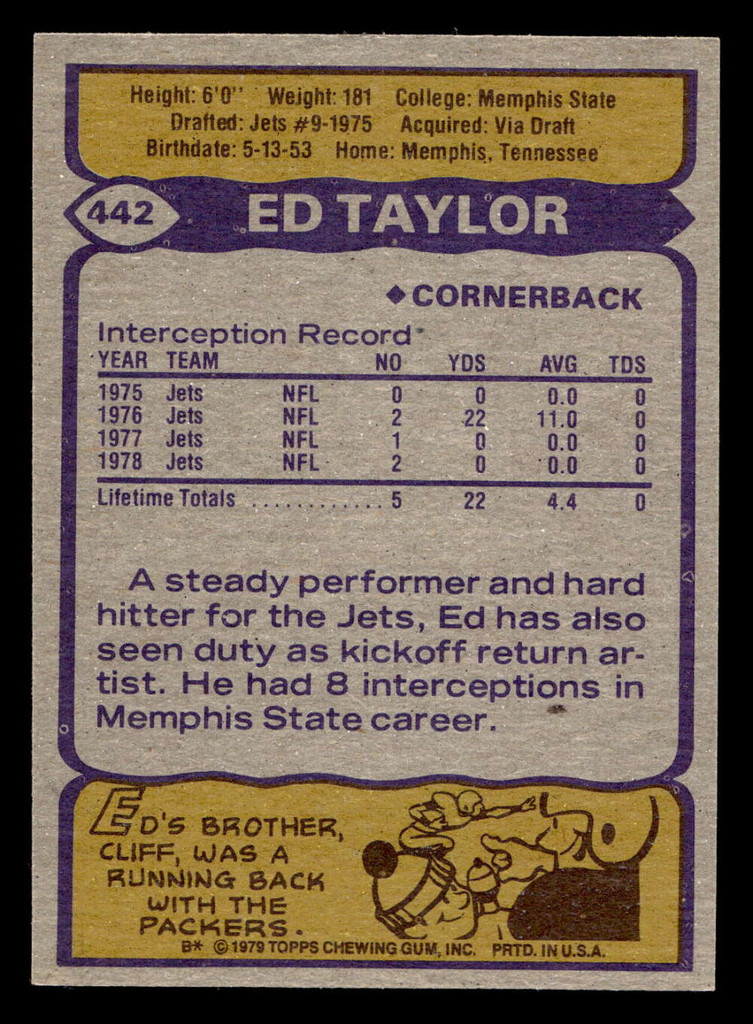 Height: 6'0'' Weight: 181 College: Memphis State
Drafted: Jets #9-1975 Acquired: Via Draft
Birthdate: 5-13-53 Home: Memphis, Tennessee
442 ED TAYLOR
◆CORNERBACK
Interception Record
YEAR TEAM NO YDS AVG TDS
1975 Jets NFL 0 0 0.0 0
1976 Jets NFL 2 22 11.0 0
1977 Jets NFL 1 0 0.0 0
1978 Jets NFL 2 0 0.0 0
Lifetime Totals ............ 5 22 4.4 0
A steady performer and hard
hitter for the Jets, Ed has also
seen duty as kickoff return ar-
tist. He had 8 interceptions in
Memphis State career.
ED'S BROTHER,
CLIFF, WAS A
RUNNING BACK
WITH THE
PACKERS.
B* © 1979 TOPPS CHEWING GUM, INC. PRTD. IN U.S.A.